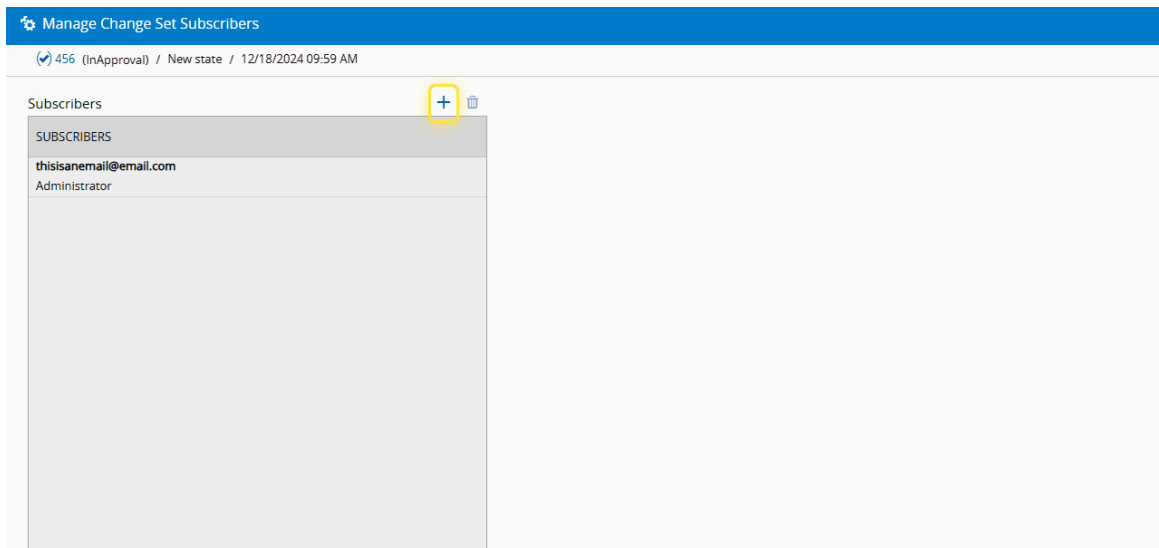 Manage Change Set Subscribers
456 (InApproval) / New state / 12/18/2024 09:59 AM
Subscribers
SUBSCRIBERS
thisisanemail@email.com
Administrator